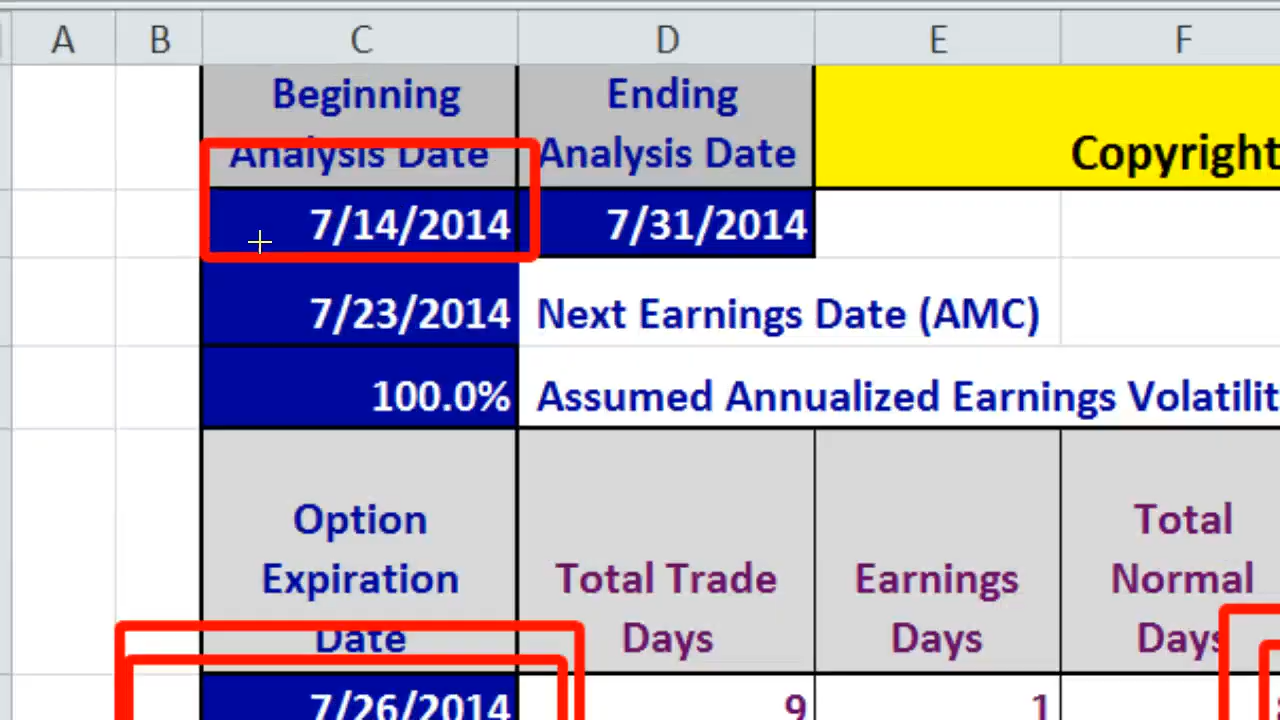 A B C D E F
Beginning Ending
Analysis Date Analysis Date Copyright
7/14/2014 7/31/2014
7/23/2014 Next Earnings Date (AMC)
100.0% Assumed Annualized Earnings Volatilit
Option Total
Expiration Total Trade Earnings Normal
Date Days Days Days
7/26/2014 9 1